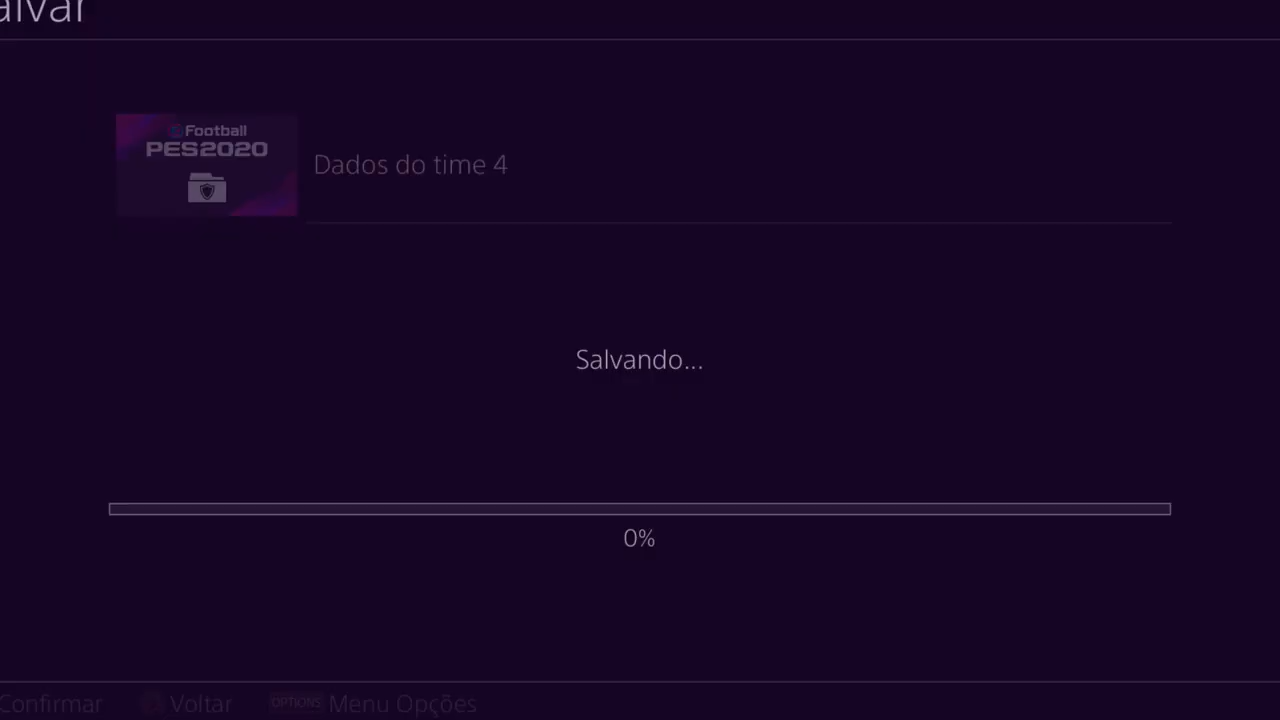 alvar
Football
PES2020
Dados do time 4
Salvando...
0%
Confirmar Voltar OPTIONS Menu Opções